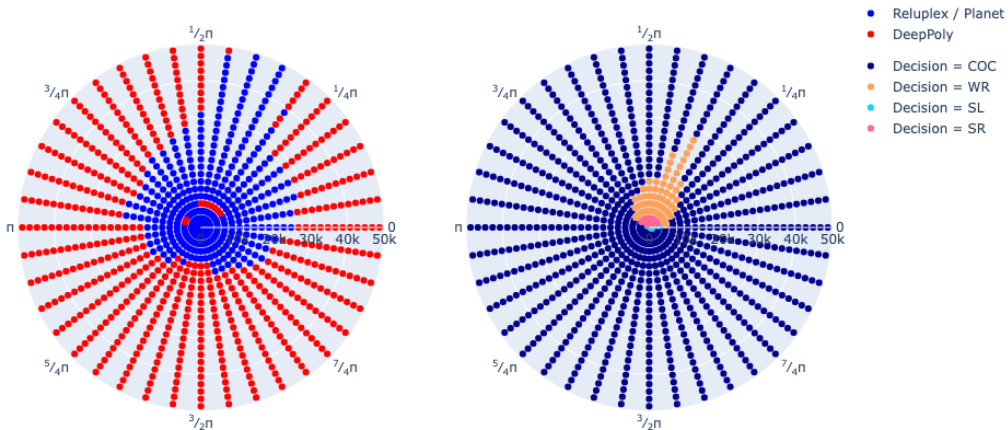 Reluplex / Planet
DeepPoly
Decision = COC
Decision = WR
Decision = SL
Decision = SR
1/2π
3/4π
1/4π
π
0
20k
30k
40k
50k
5/4π
7/4π
3/2π
1/2π
3/4π
1/4π
π
0
20k
30k
40k
50k
5/4π
7/4π
3/2π